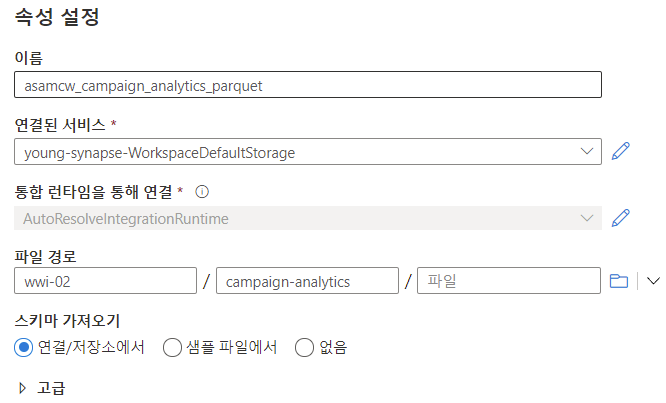 속성 설정
이름
asamcw_campaign_analytics_parquet
연결된 서비스 *
young-synapse-WorkspaceDefaultStorage
통합 런타임을 통해 연결 *
AutoResolveIntegrationRuntime
파일 경로
wwi-02 / campaign-analytics / 파일
스키마 가져오기
연결/저장소에서 샘플 파일에서 없음
고급